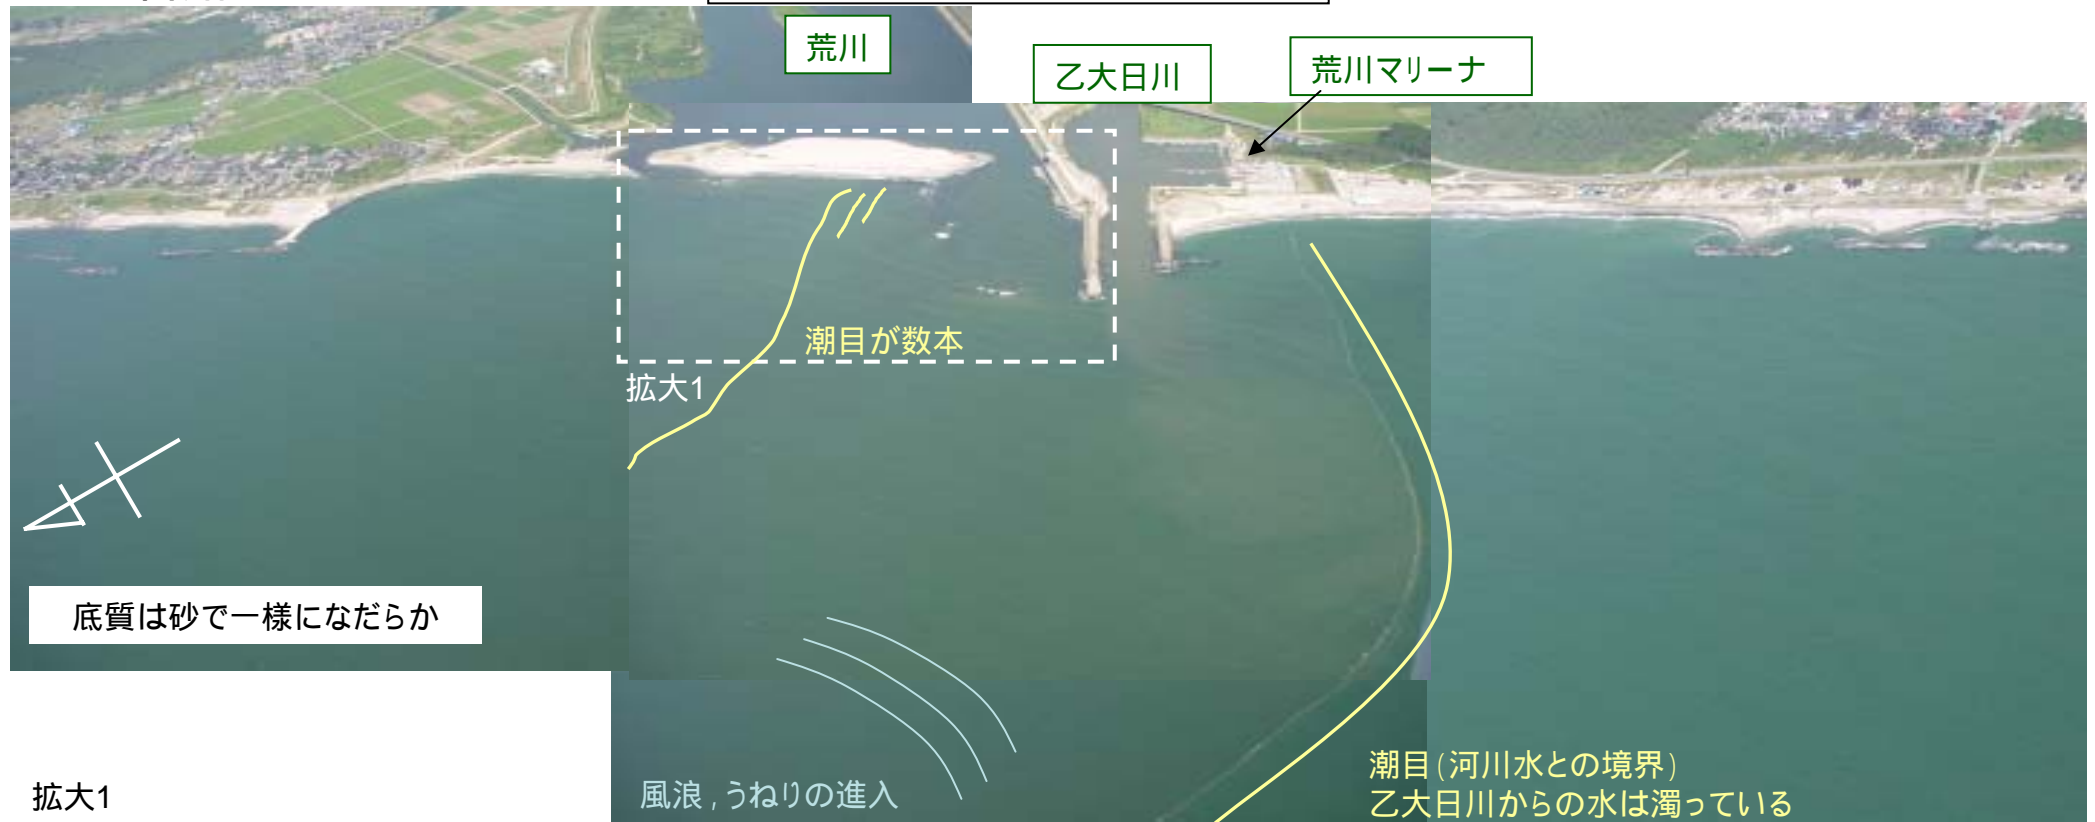 荒川
乙大日川
荒川マリーナ
潮目が数本
拡大1
底質は砂で一様になだらか
拡大1
風浪,うねりの進入
潮目(河川水との境界)
乙大日川からの水は濁っている